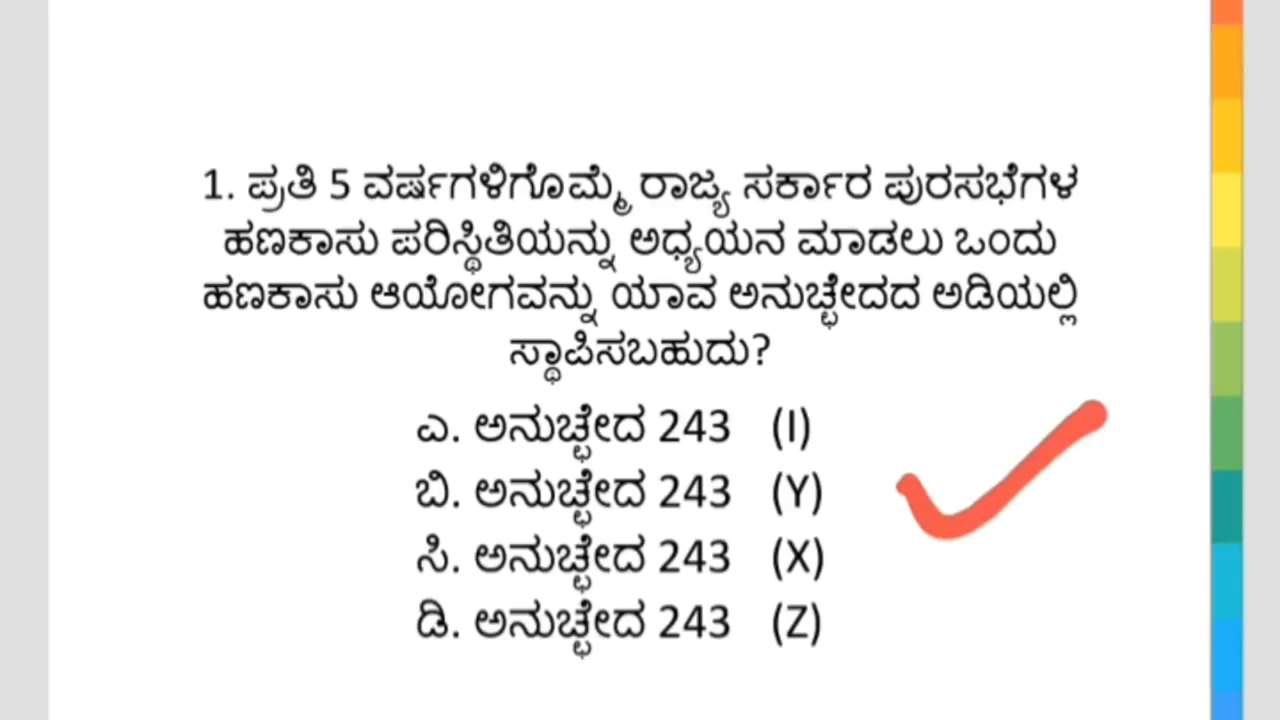 1. ಪ್ರತಿ 5 ವರ್ಷಗಳಿಗೊಮ್ಮೆ ರಾಜ್ಯ ಸರ್ಕಾರ ಪುರಸಭೆಗಳ
ಹಣಕಾಸು ಪರಿಸ್ಥಿತಿಯನ್ನು ಅಧ್ಯಯನ ಮಾಡಲು ಒಂದು
ಹಣಕಾಸು ಆಯೋಗವನ್ನು ಯಾವ ಅನುಚ್ಛೇದದ ಅಡಿಯಲ್ಲಿ
ಸ್ಥಾಪಿಸಬಹುದು?
ಎ. ಅನುಚ್ಛೇದ 243 (I)
ಬಿ. ಅನುಚ್ಛೇದ 243 (Y)
ಸಿ. ಅನುಚ್ಛೇದ 243 (X)
ಡಿ. ಅನುಚ್ಛೇದ 243 (Z)